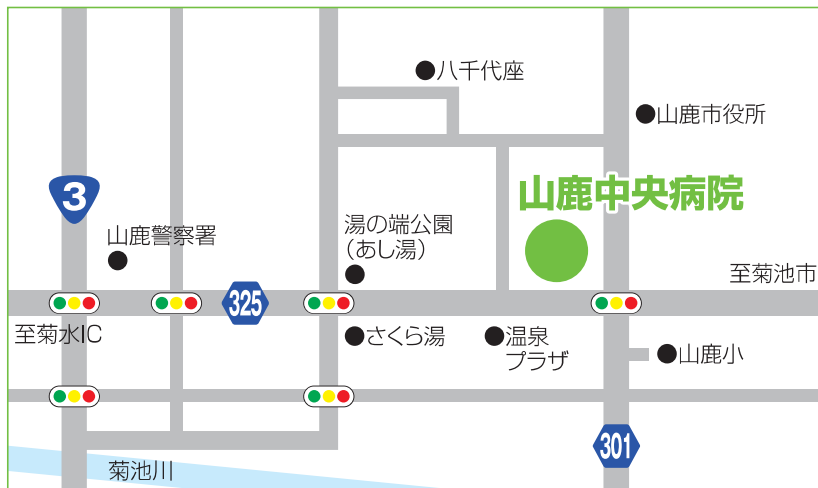 八千代座
山鹿市役所
3
山鹿中央病院
山鹿警察署
湯の端公園
(あし湯)
至菊池市
325
至菊水IC
さくら湯
温泉
プラザ
山鹿小
301
菊池川